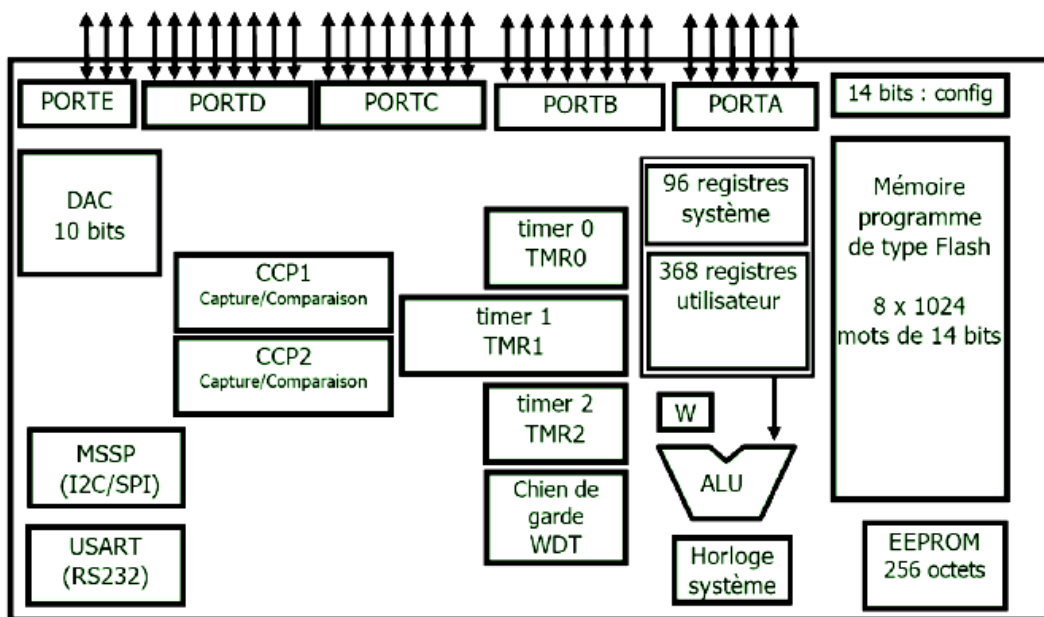 PORTE
PORTD
PORTC
PORTB
PORTA
14 bits : config
DAC
10 bits
CCP1
Capture/Comparaison
CCP2
Capture/Comparaison
MSSP
(I2C/SPI)
USART
(RS232)
timer 0
TMR0
timer 1
TMR1
timer 2
TMR2
Chien de
garde
WDT
96 registres
système
368 registres
utilisateur
W
ALU
Horloge
système
Mémoire
programme
de type Flash
8 x 1024
mots de 14 bits
EEPROM
256 octets